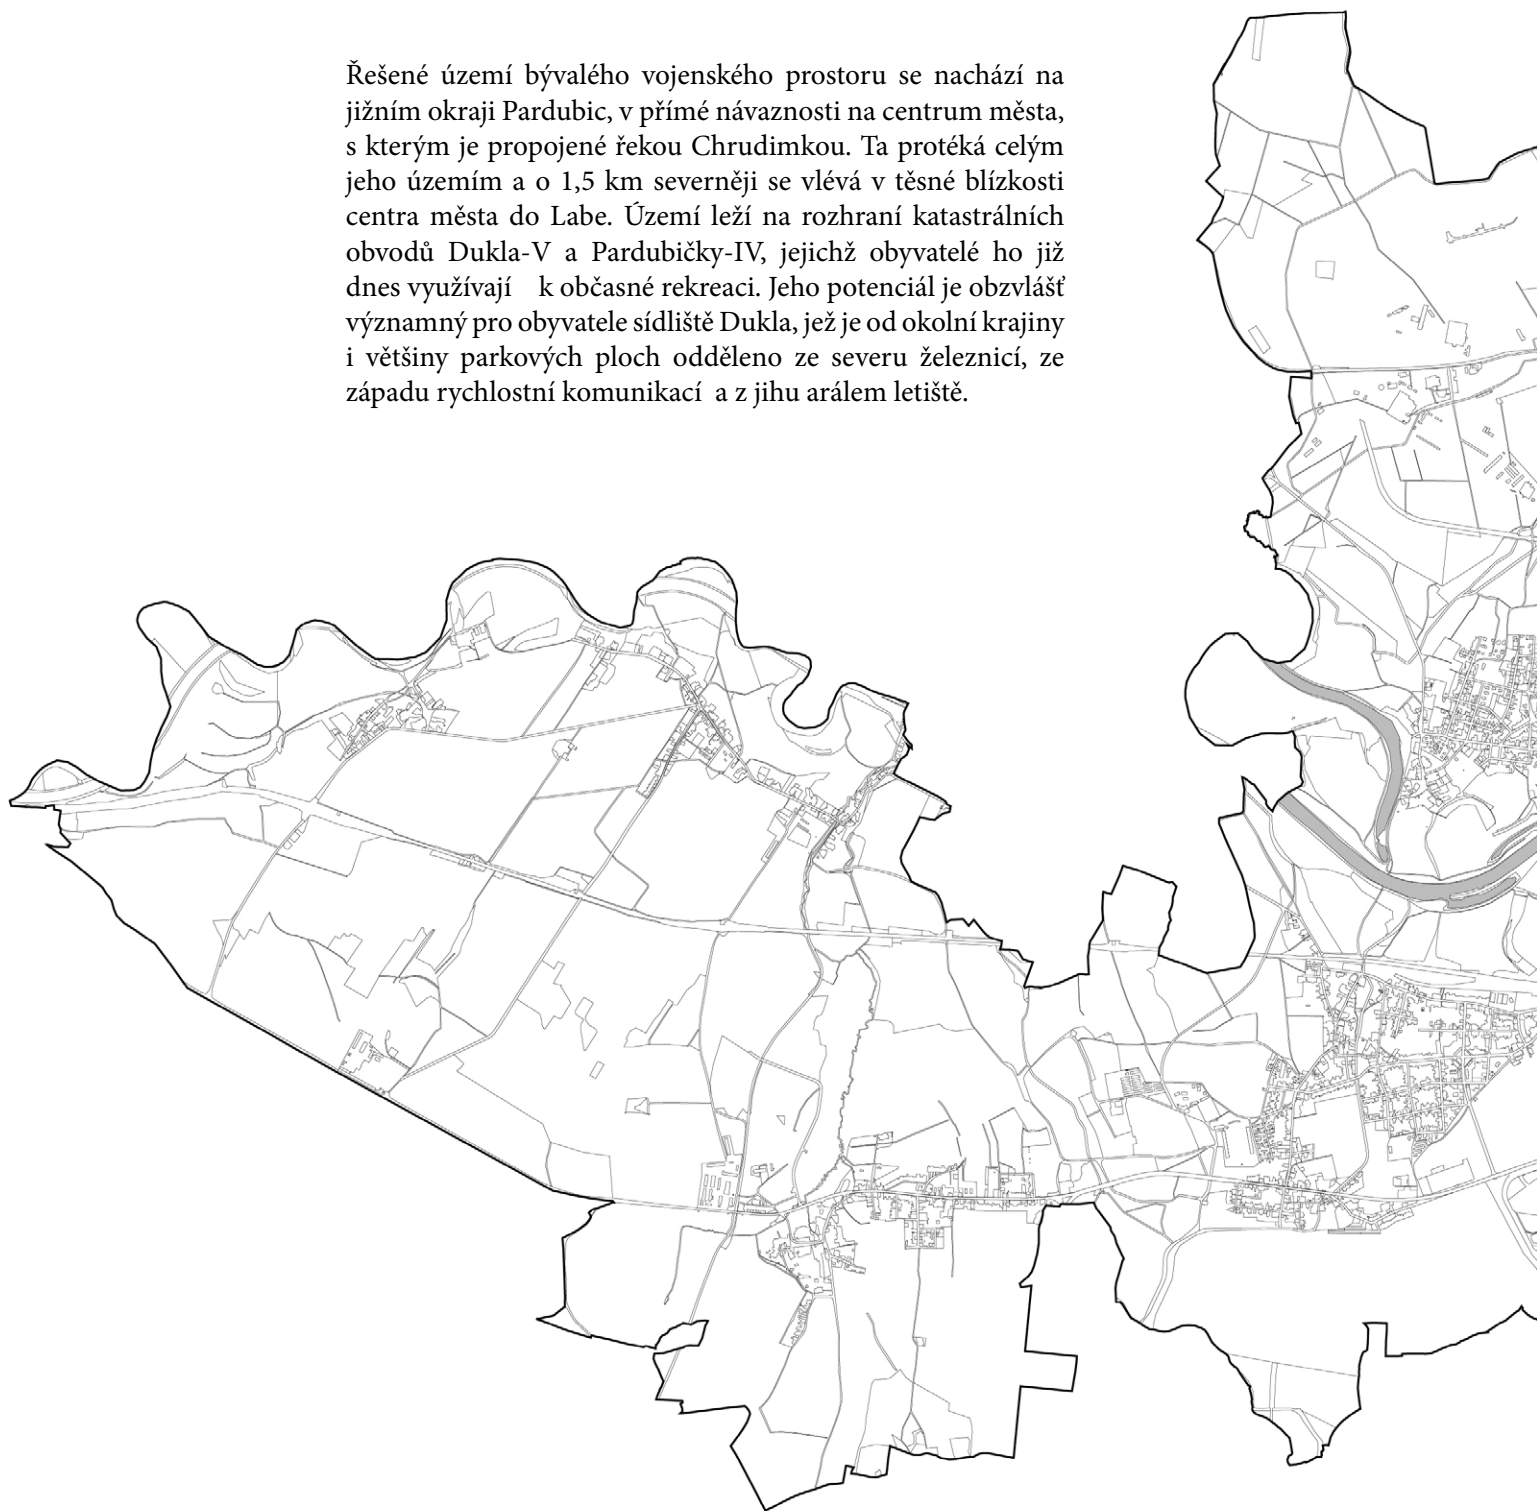 Řešené území bývalého vojenského prostoru se nachází na
jižním okraji Pardubic, v přímé návaznosti na centrum města,
s kterým je propojené řekou Chrudimkou. Ta protéká celým
jeho územím a o 1,5 km severněji se vlévá v těsné blízkosti
centra města do Labe. Území leží na rozhraní katastrálních
obvodů Dukla-V a Pardubičky-IV, jejichž obyvatelé ho již
dnes využívají k občasné rekreaci. Jeho potenciál je obzvlášť
významný pro obyvatele sídliště Dukla, jež je od okolní krajiny
i většiny parkových ploch odděleno ze severu železnicí, ze
západu rychlostní komunikací a z jihu arálem letiště.